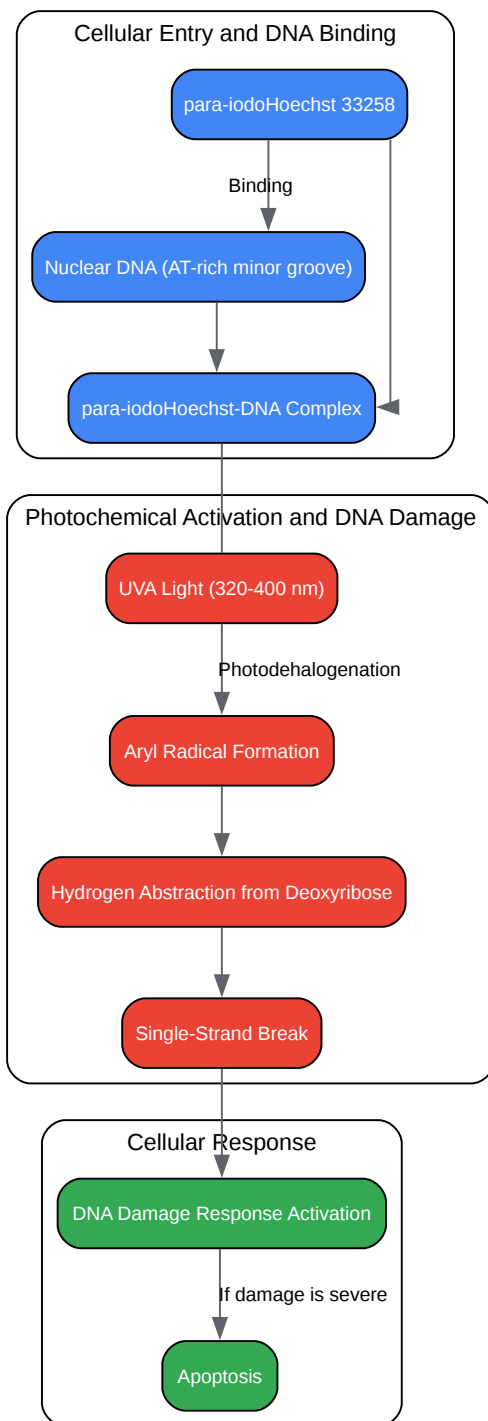 Cellular Entry and DNA Binding
para-iodoHoechst 33258
Binding
Nuclear DNA (AT-rich minor groove)
para-iodoHoechst-DNA Complex
Photochemical Activation and DNA Damage
UVA Light (320-400 nm)
Photodehalogenation
Aryl Radical Formation
Hydrogen Abstraction from Deoxyribose
Single-Strand Break
Cellular Response
DNA Damage Response Activation
If damage is severe
Apoptosis